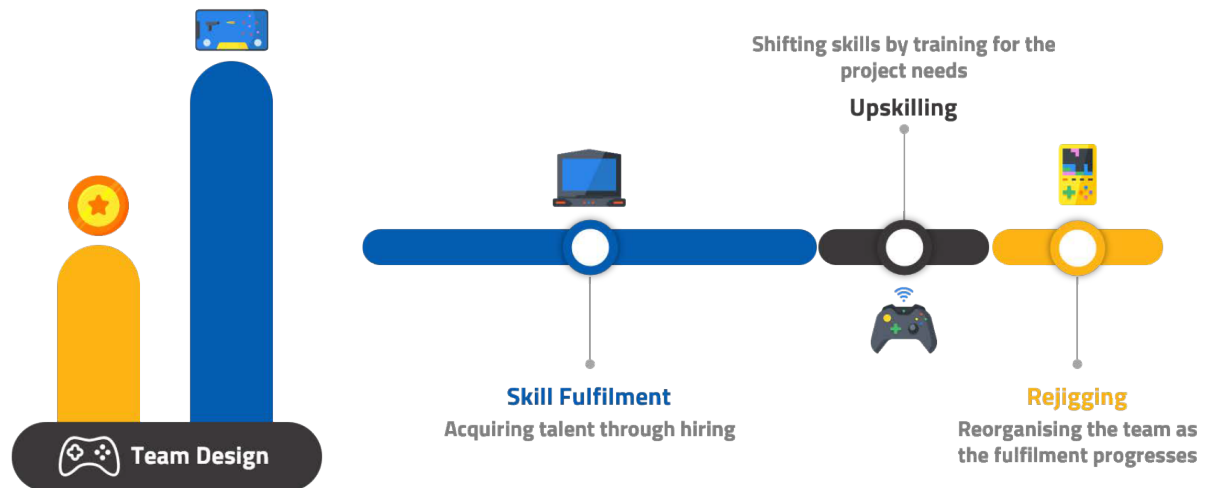 Team Design
Skill Fulfilment
Acquiring talent through hiring
Shifting skills by training for the
project needs
Upskilling
Rejigging
Reorganising the team as
the fulfilment progresses